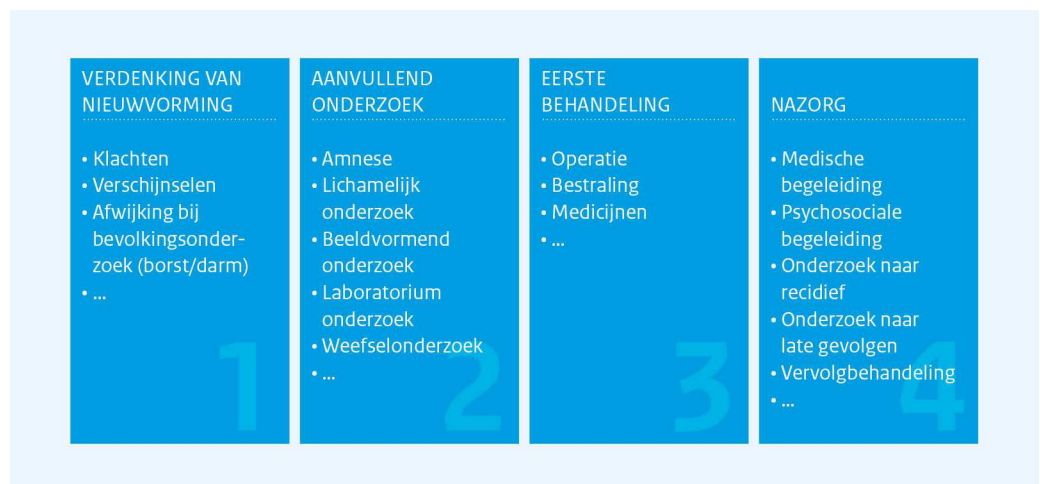 VERDENKING VAN
NIEUWVORMING
• Klachten
• Verschijnselen
• Afwijking bij
bevolkingsonder-
zoek (borst/darm)
• ...
1
AANVULLEND
ONDERZOEK
• Amnese
• Lichamelijk
onderzoek
• Beeldvormend
onderzoek
• Laboratorium
onderzoek
• Weefselonderzoek
• ...
2
EERSTE
BEHANDELING
• Operatie
• Bestraling
• Medicijnen
• ...
3
NAZORG
• Medische
begeleiding
• Psychosociale
begeleiding
• Onderzoek naar
recidief
• Onderzoek naar
late gevolgen
• Vervolgbehandeling
• ...
4